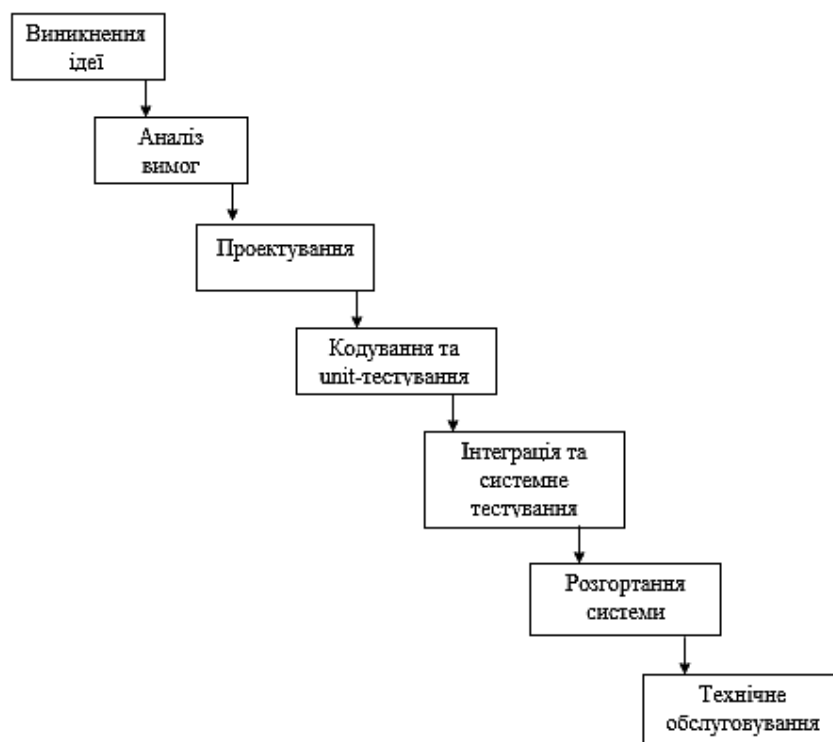 Виникнення
ідеї
Аналіз
вимог
Проектування
Кодування та
unit-тестування
Інтеграція та
системне
тестування
Розгортання
системи
Технічне
обслуговування